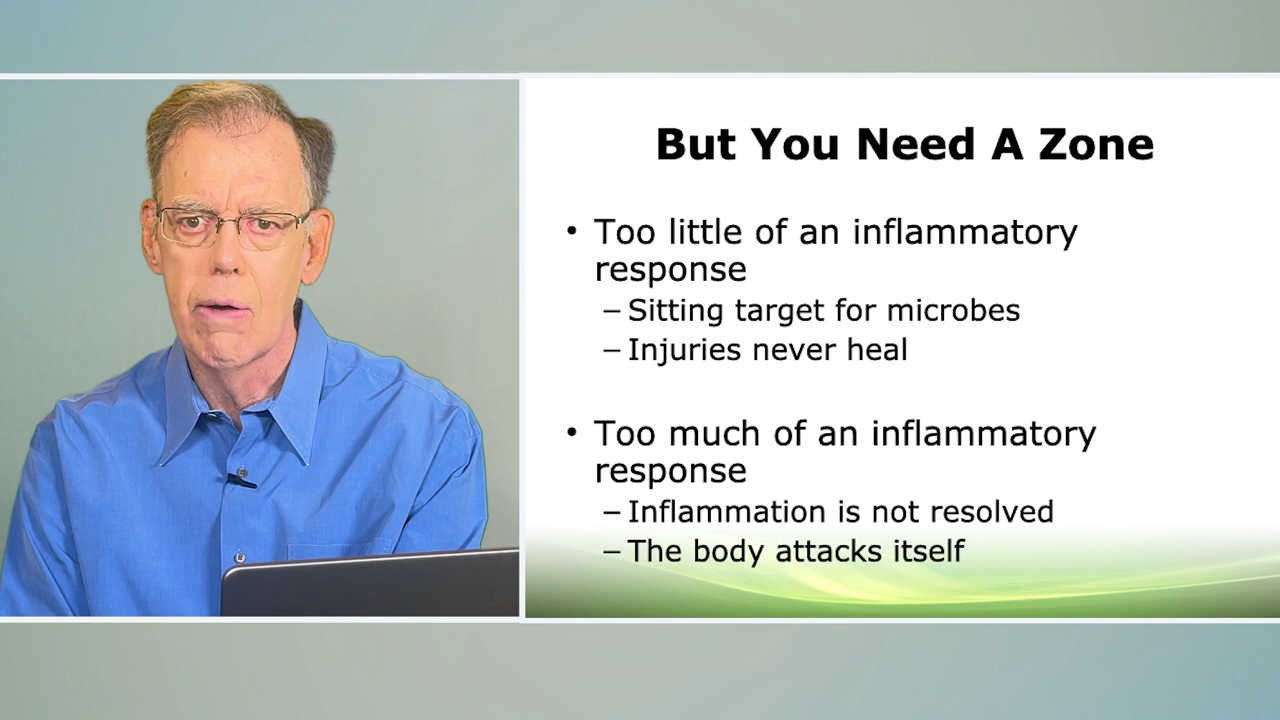 But You Need A Zone
• Too little of an inflammatory
response
– Sitting target for microbes
– Injuries never heal
• Too much of an inflammatory
response
– Inflammation is not resolved
– The body attacks itself